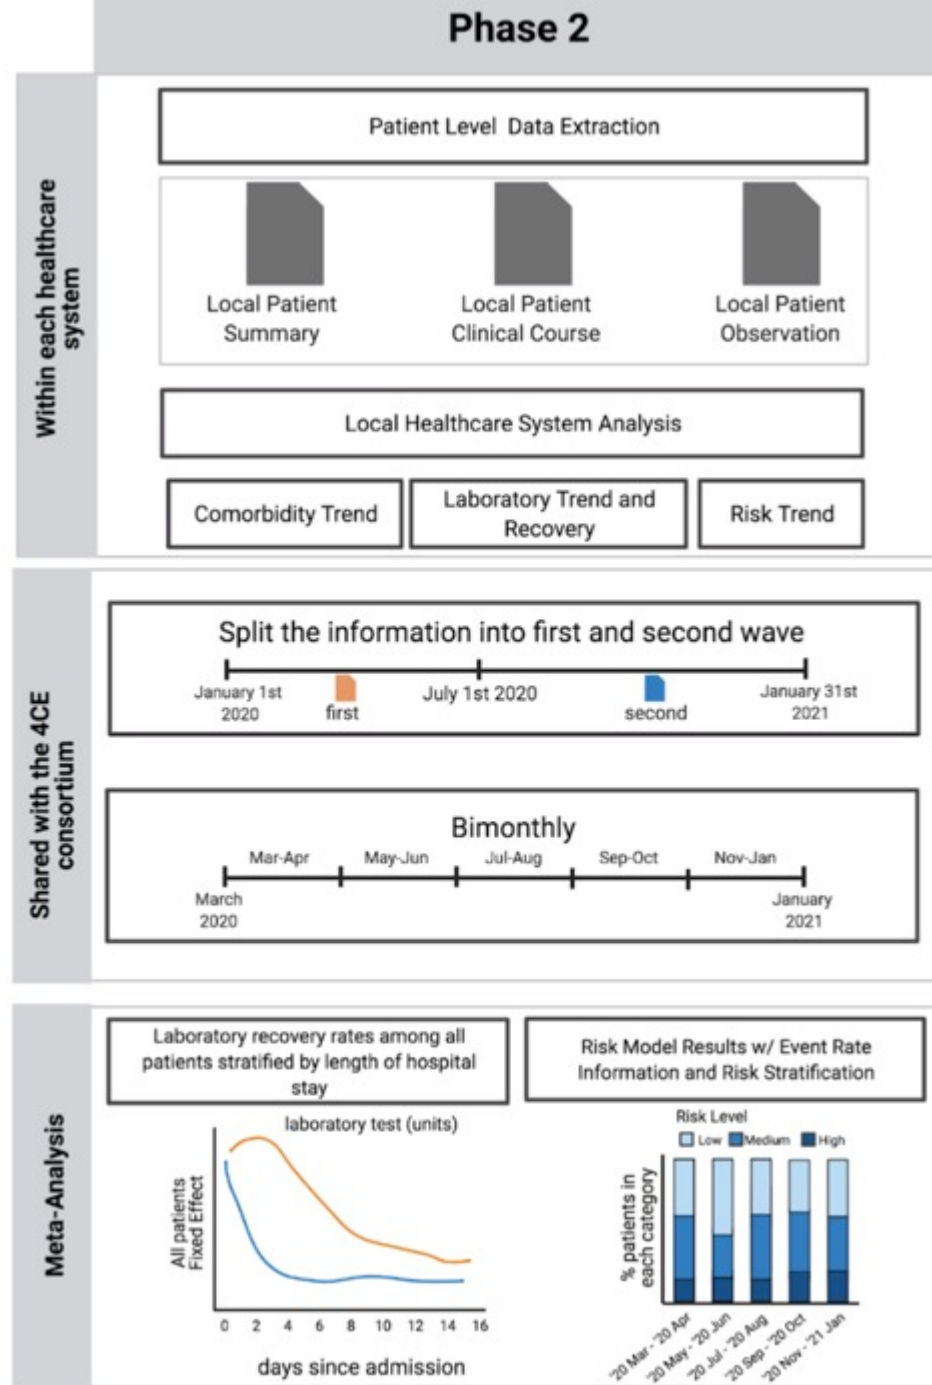 Phase 2
Within each healthcare
system
Patient Level Data Extraction
Local Patient
Summary
Local Patient
Clinical Course
Local Patient
Observation
Local Healthcare System Analysis
Comorbidity Trend
Laboratory Trend and
Recovery
Risk Trend
Shared with the 4CE
consortium
Split the information into first and second wave
January 1st
2020
first
July 1st 2020
second
January 31st
2021
Bimonthly
Mar-Apr
May-Jun
Jul-Aug
Sep-Oct
Nov-Jan
March
2020
January
2021
Meta-Analysis
Laboratory recovery rates among all
patients stratified by length of hospital
stay
laboratory test (units)
All patients
Fixed Effect
0 2 4 6 8 10 12 14 16
days since admission
Risk Model Results w/ Event Rate
Information and Risk Stratification
Risk Level
Low Medium High
% patients in
each category
'20 Mar - '20 Apr
'20 May - '20 Jun
'20 Jul - '20 Aug
'20 Sep - '20 Oct
'20 Nov - '21 Jan